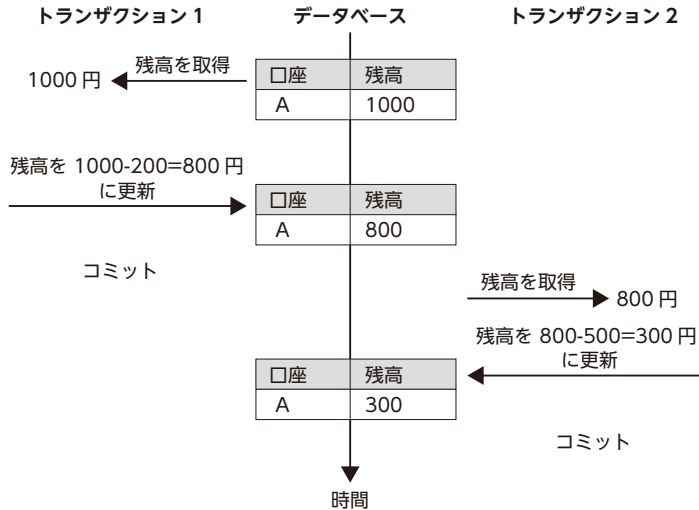 トランザクション 1
データベース
トランザクション 2
残高を取得
1000 円
口座 残高
A 1000
残高を 1000-200=800 円
に更新
口座 残高
A 800
コミット
残高を取得
800 円
残高を 800-500=300 円
に更新
口座 残高
A 300
コミット
時間